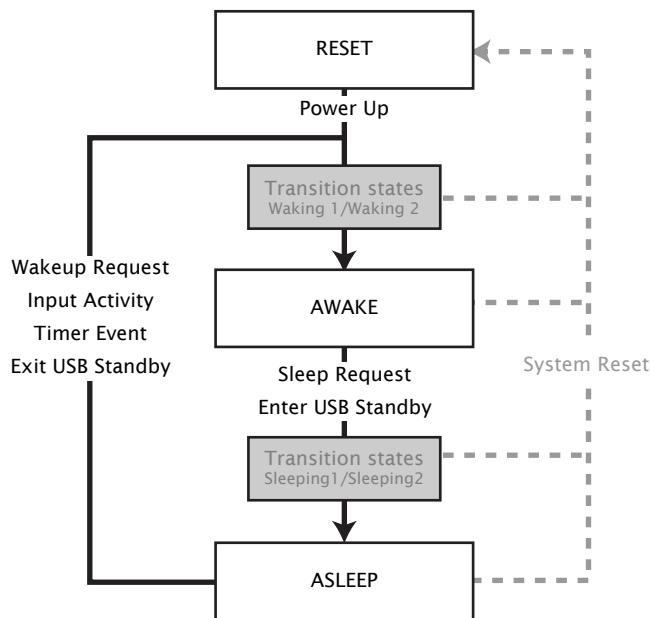 RESET
Power Up
Transition states
Waking 1/Waking 2
Wakeup Request
Input Activity
Timer Event
Exit USB Standby
AWAKE
Sleep Request
Enter USB Standby
System Reset
Transition states
Sleeping1/Sleeping2
ASLEEP